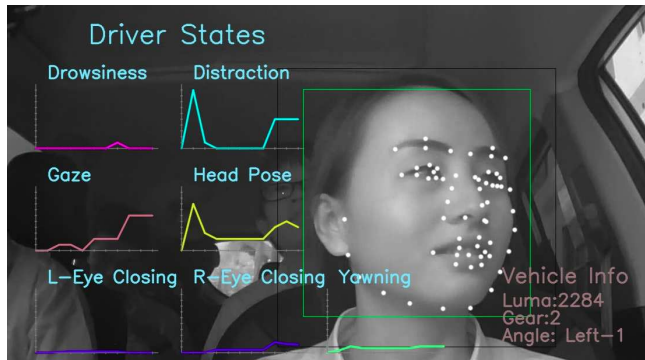 Driver States
Drowsiness Distraction
Gaze Head Pose
L-Eye Closing R-Eye Closing Yawning
Vehicle Info
Luma:2284
Gear:2
Angle: Left-1